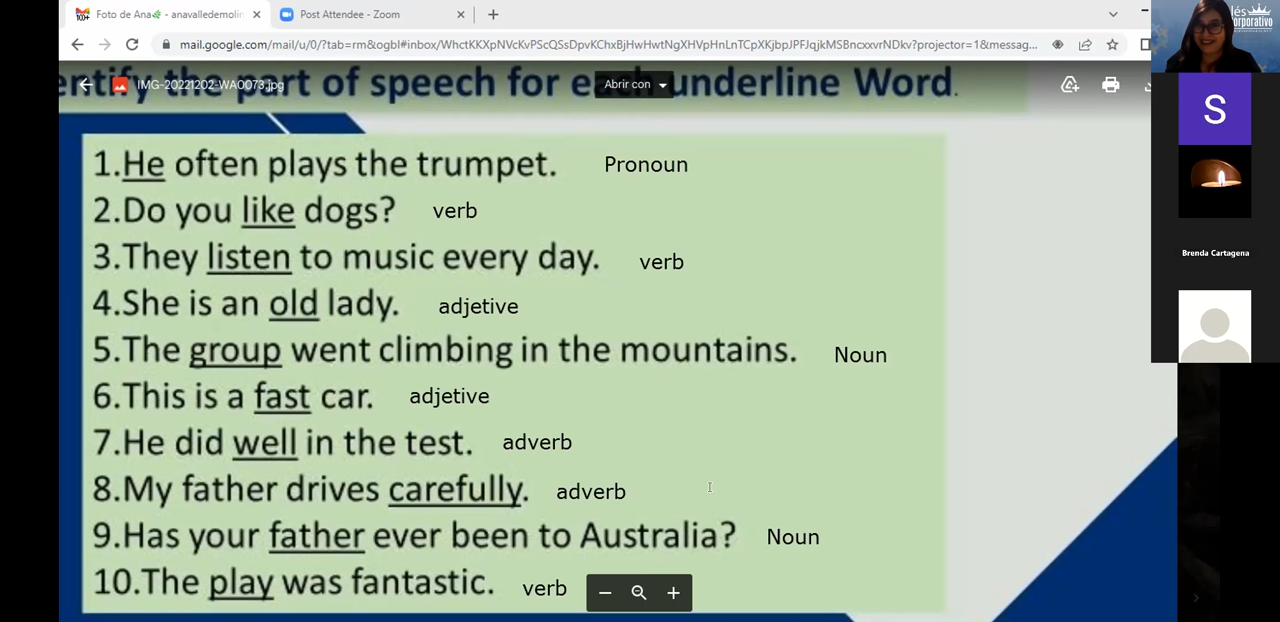 Foto de Ana🌿 - anavalledemolin
Post Attendee - Zoom
mail.google.com/mail/u/0/?tab=rm&ogbl#inbox/WhctKKXpNVcKvPScQSsDpvKChxBjHwHwtNgXHVpHnLnTCpXKjbpJPFJqjkMSBncxxvrNDkv?projector=1&messag...
entify the part of speech for each underline Word.
IMG-20221202-WA0073.jpg
Abrir con
1.He often plays the trumpet. Pronoun
2.Do you like dogs? verb
3.They listen to music every day. verb
4.She is an old lady. adjetive
5.The group went climbing in the mountains. Noun
6.This is a fast car. adjetive
7.He did well in the test. adverb
8.My father drives carefully. adverb
9.Has your father ever been to Australia? Noun
10.The play was fantastic. verb
lés
orporativo
S
Brenda Cartagena